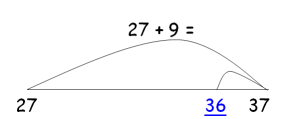 27 + 9 =
27 36 37